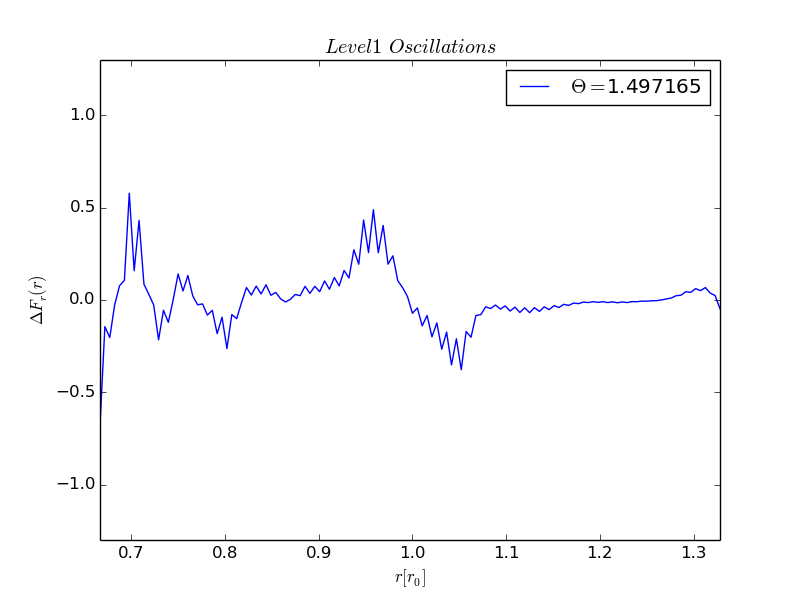 Level1 Oscillations
Θ =1.497165
1.0
0.5
0.0
−0.5
−1.0
ΔF_r(r)
0.7 0.8 0.9 1.0 1.1 1.2 1.3
r[r_0]